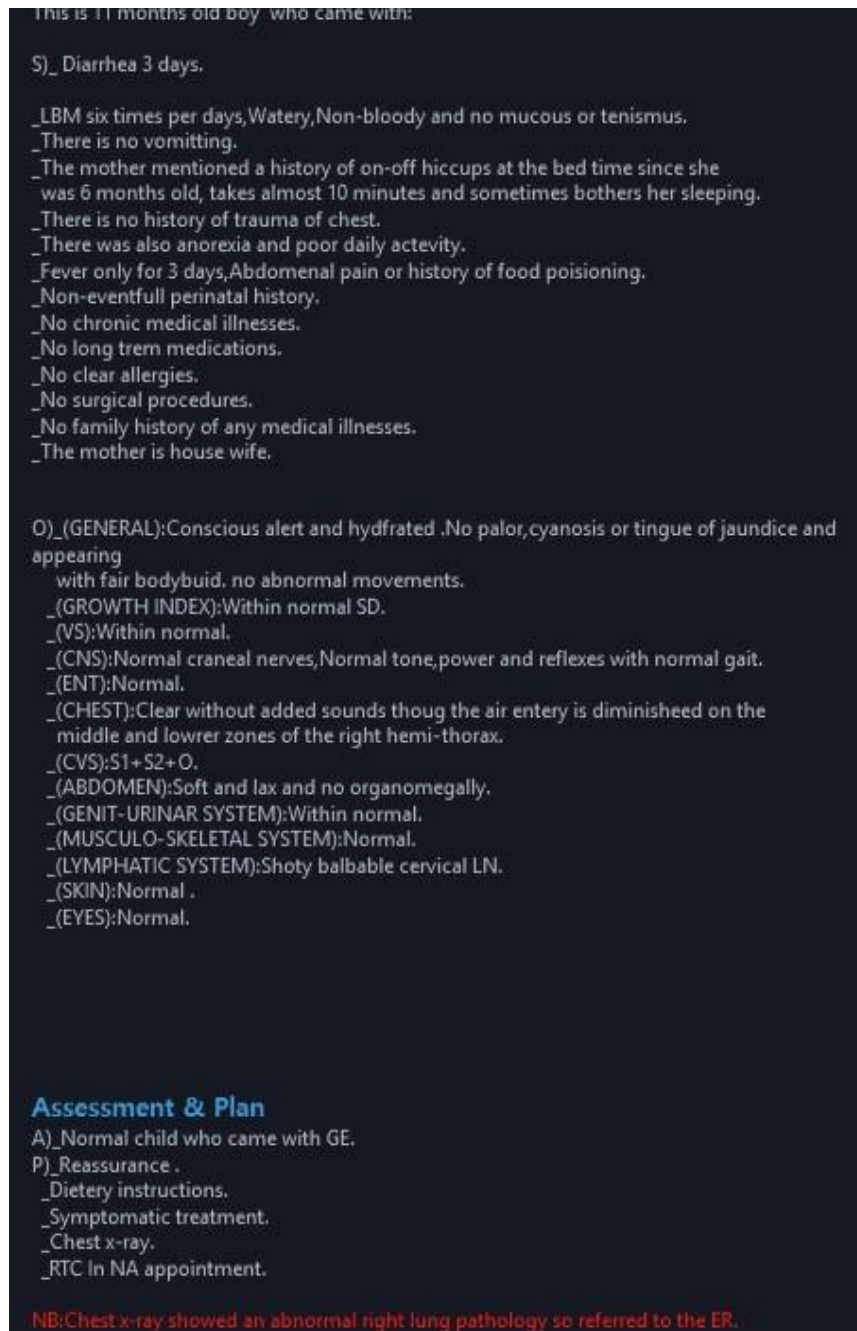 This is 11 months old boy who came with:
S)_ Diarrhea 3 days.
_LBM six times per days,Watery,Non-bloody and no mucous or tenismus.
_There is no vomitting.
_The mother mentioned a history of on-off hiccups at the bed time since she
was 6 months old, takes almost 10 minutes and sometimes bothers her sleeping.
_There is no history of trauma of chest.
_There was also anorexia and poor daily actevity.
_Fever only for 3 days,Abdomenal pain or history of food poisioning.
_Non-eventfull perinatal history.
_No chronic medical illnesses.
_No long trem medications.
_No clear allergies.
_No surgical procedures.
_No family history of any medical illnesses.
_The mother is house wife.
O)_(GENERAL):Conscious alert and hydfrated .No palor,cyanosis or tingue of jaundice and
appearing
with fair bodybuid. no abnormal movements.
_(GROWTH INDEX):Within normal SD.
_(VS):Within normal.
_(CNS):Normal craneal nerves,Normal tone,power and reflexes with normal gait.
_(ENT):Normal.
_(CHEST):Clear without added sounds thoug the air entery is diminisheed on the
middle and lowrer zones of the right hemi-thorax.
_(CVS):S1+S2+O.
_(ABDOMEN):Soft and lax and no organomegally.
_(GENIT-URINAR SYSTEM):Within normal.
_(MUSCULO-SKELETAL SYSTEM):Normal.
_(LYMPHATIC SYSTEM):Shoty balbable cervical LN.
_(SKIN):Normal .
_(EYES):Normal.
Assessment & Plan
A)_Normal child who came with GE.
P)_Reassurance .
_Dietery instructions.
_Symptomatic treatment.
_Chest x-ray.
_RTC In NA appointment.
NB:Chest x-ray showed an abnormal right lung pathology so referred to the ER.